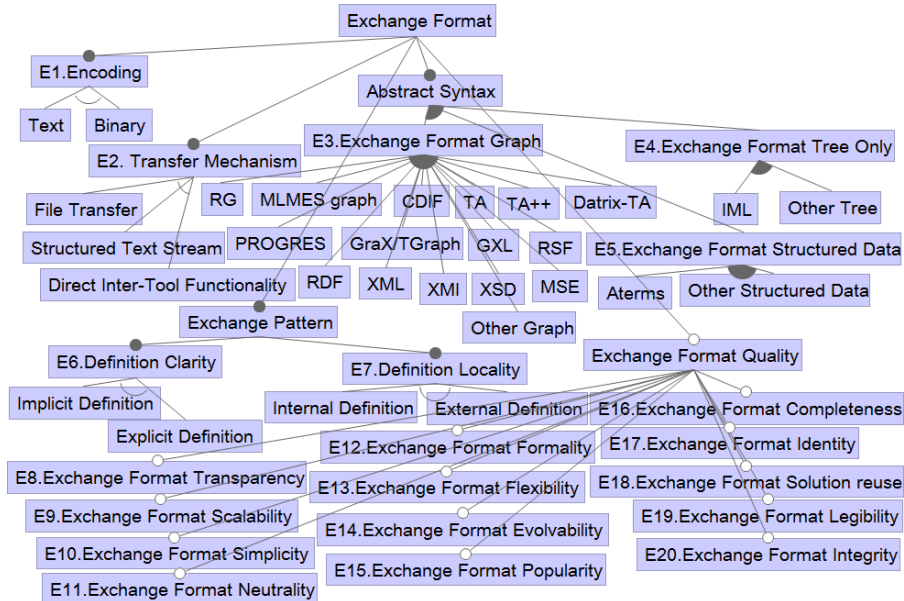 Exchange Format
E1.Encoding
Abstract Syntax
Text
Binary
E3.Exchange Format Graph
E4.Exchange Format Tree Only
E2. Transfer Mechanism
RG
MLMES graph
CDIF
TA
TA++
Datrix-TA
IML
Other Tree
File Transfer
Structured Text Stream
PROGRES
GraX/TGraph
GXL
RSF
E5.Exchange Format Structured Data
Direct Inter-Tool Functionality
RDF
XML
XMI
XSD
MSE
Aterms
Other Structured Data
Exchange Pattern
Other Graph
E6.Definition Clarity
E7.Definition Locality
Exchange Format Quality
Implicit Definition
Internal Definition
External Definition
E16.Exchange Format Completeness
Explicit Definition
E12.Exchange Format Formality
E17.Exchange Format Identity
E8.Exchange Format Transparency
E13.Exchange Format Flexibility
E18.Exchange Format Solution reuse
E9.Exchange Format Scalability
E14.Exchange Format Evolvability
E19.Exchange Format Legibility
E10.Exchange Format Simplicity
E15.Exchange Format Popularity
E20.Exchange Format Integrity
E11.Exchange Format Neutrality